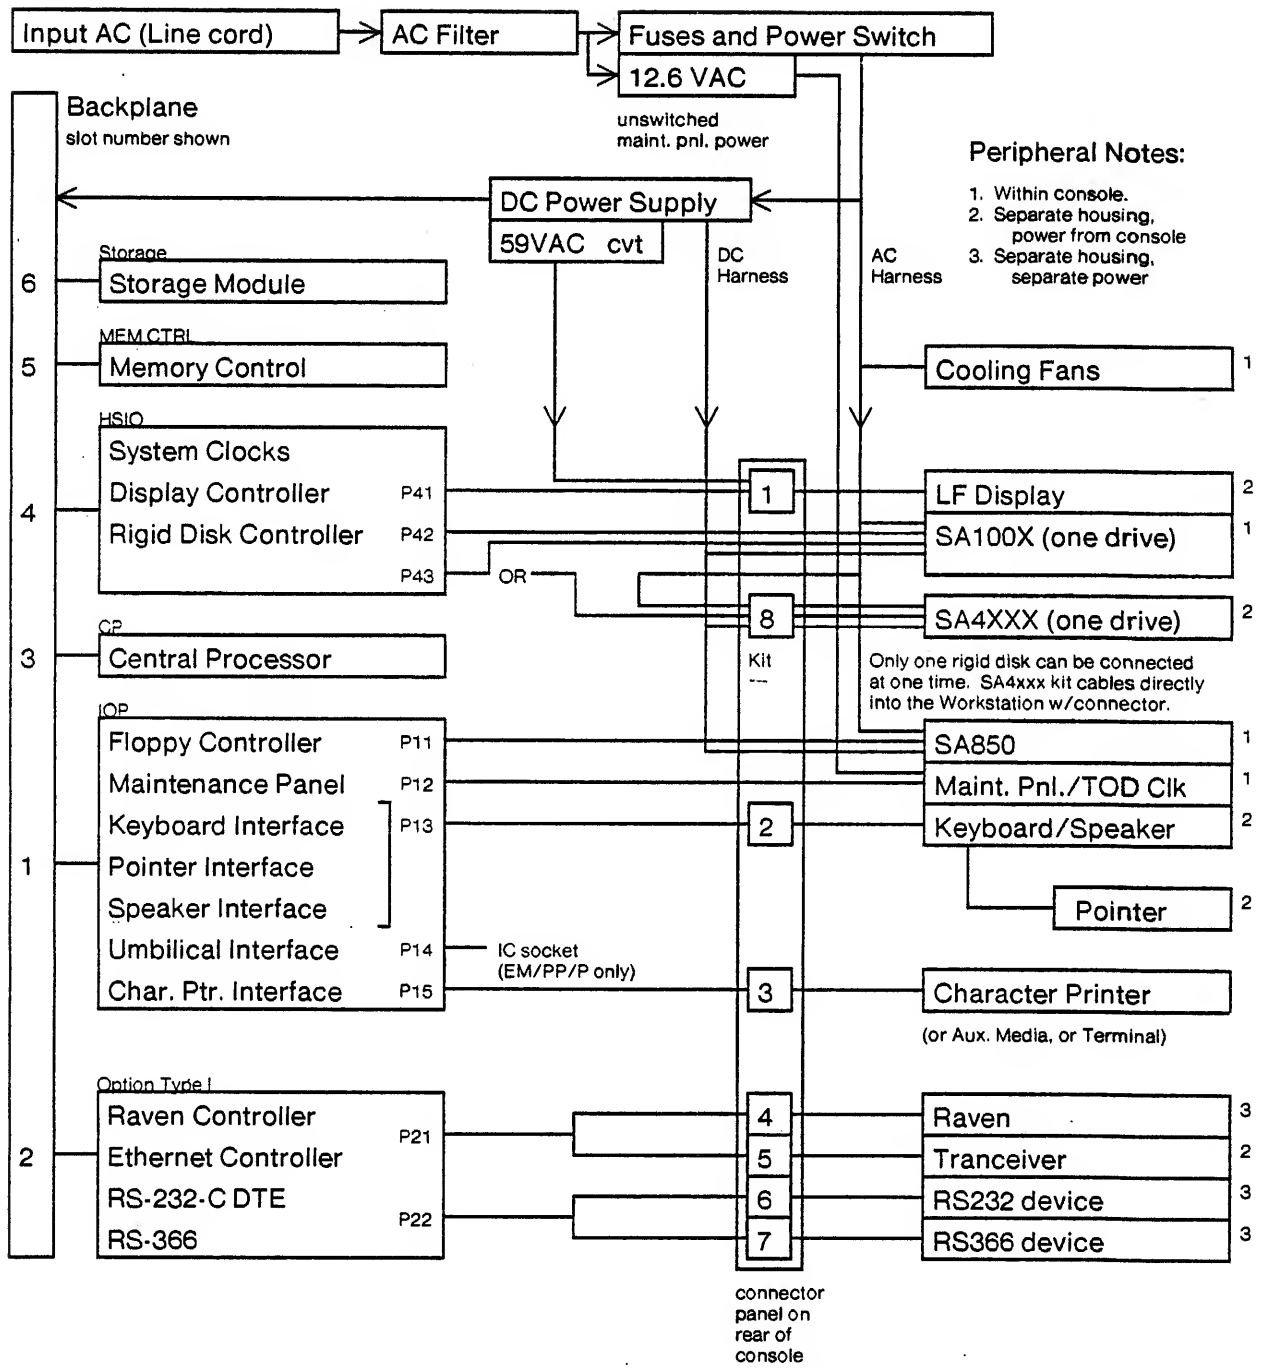 Input AC (Line cord)
AC Filter
Fuses and Power Switch
12.6 VAC
unswitched
maint. pnl. power
Backplane
slot number shown
Peripheral Notes:
1. Within console.
2. Separate housing,
power from console
3. Separate housing,
separate power
DC Power Supply
59VAC cvt
DC
Harness
AC
Harness
6
Storage
Storage Module
5
MEM CTRL
Memory Control
Cooling Fans 1
4
HSIO
System Clocks
Display Controller P41
1
LF Display 2
Rigid Disk Controller P42
SA100X (one drive) 1
P43
OR
8
SA4XXX (one drive) 2
Kit
---
Only one rigid disk can be connected
at one time. SA4xxx kit cables directly
into the Workstation w/connector.
3
CP
Central Processor
1
IOP
Floppy Controller P11
SA850 1
Maintenance Panel P12
Maint. Pnl./TOD Clk 1
Keyboard Interface P13
2
Keyboard/Speaker 2
Pointer Interface
Speaker Interface
Pointer 2
Umbilical Interface P14
IC socket
(EM/PP/P only)
Char. Ptr. Interface P15
3
Character Printer
(or Aux. Media, or Terminal)
2
Option Type I
Raven Controller
P21
4
Raven 3
Ethernet Controller
5
Tranceiver 2
RS-232-C DTE
P22
6
RS232 device 3
RS-366
7
RS366 device 3
connector
panel on
rear of
console